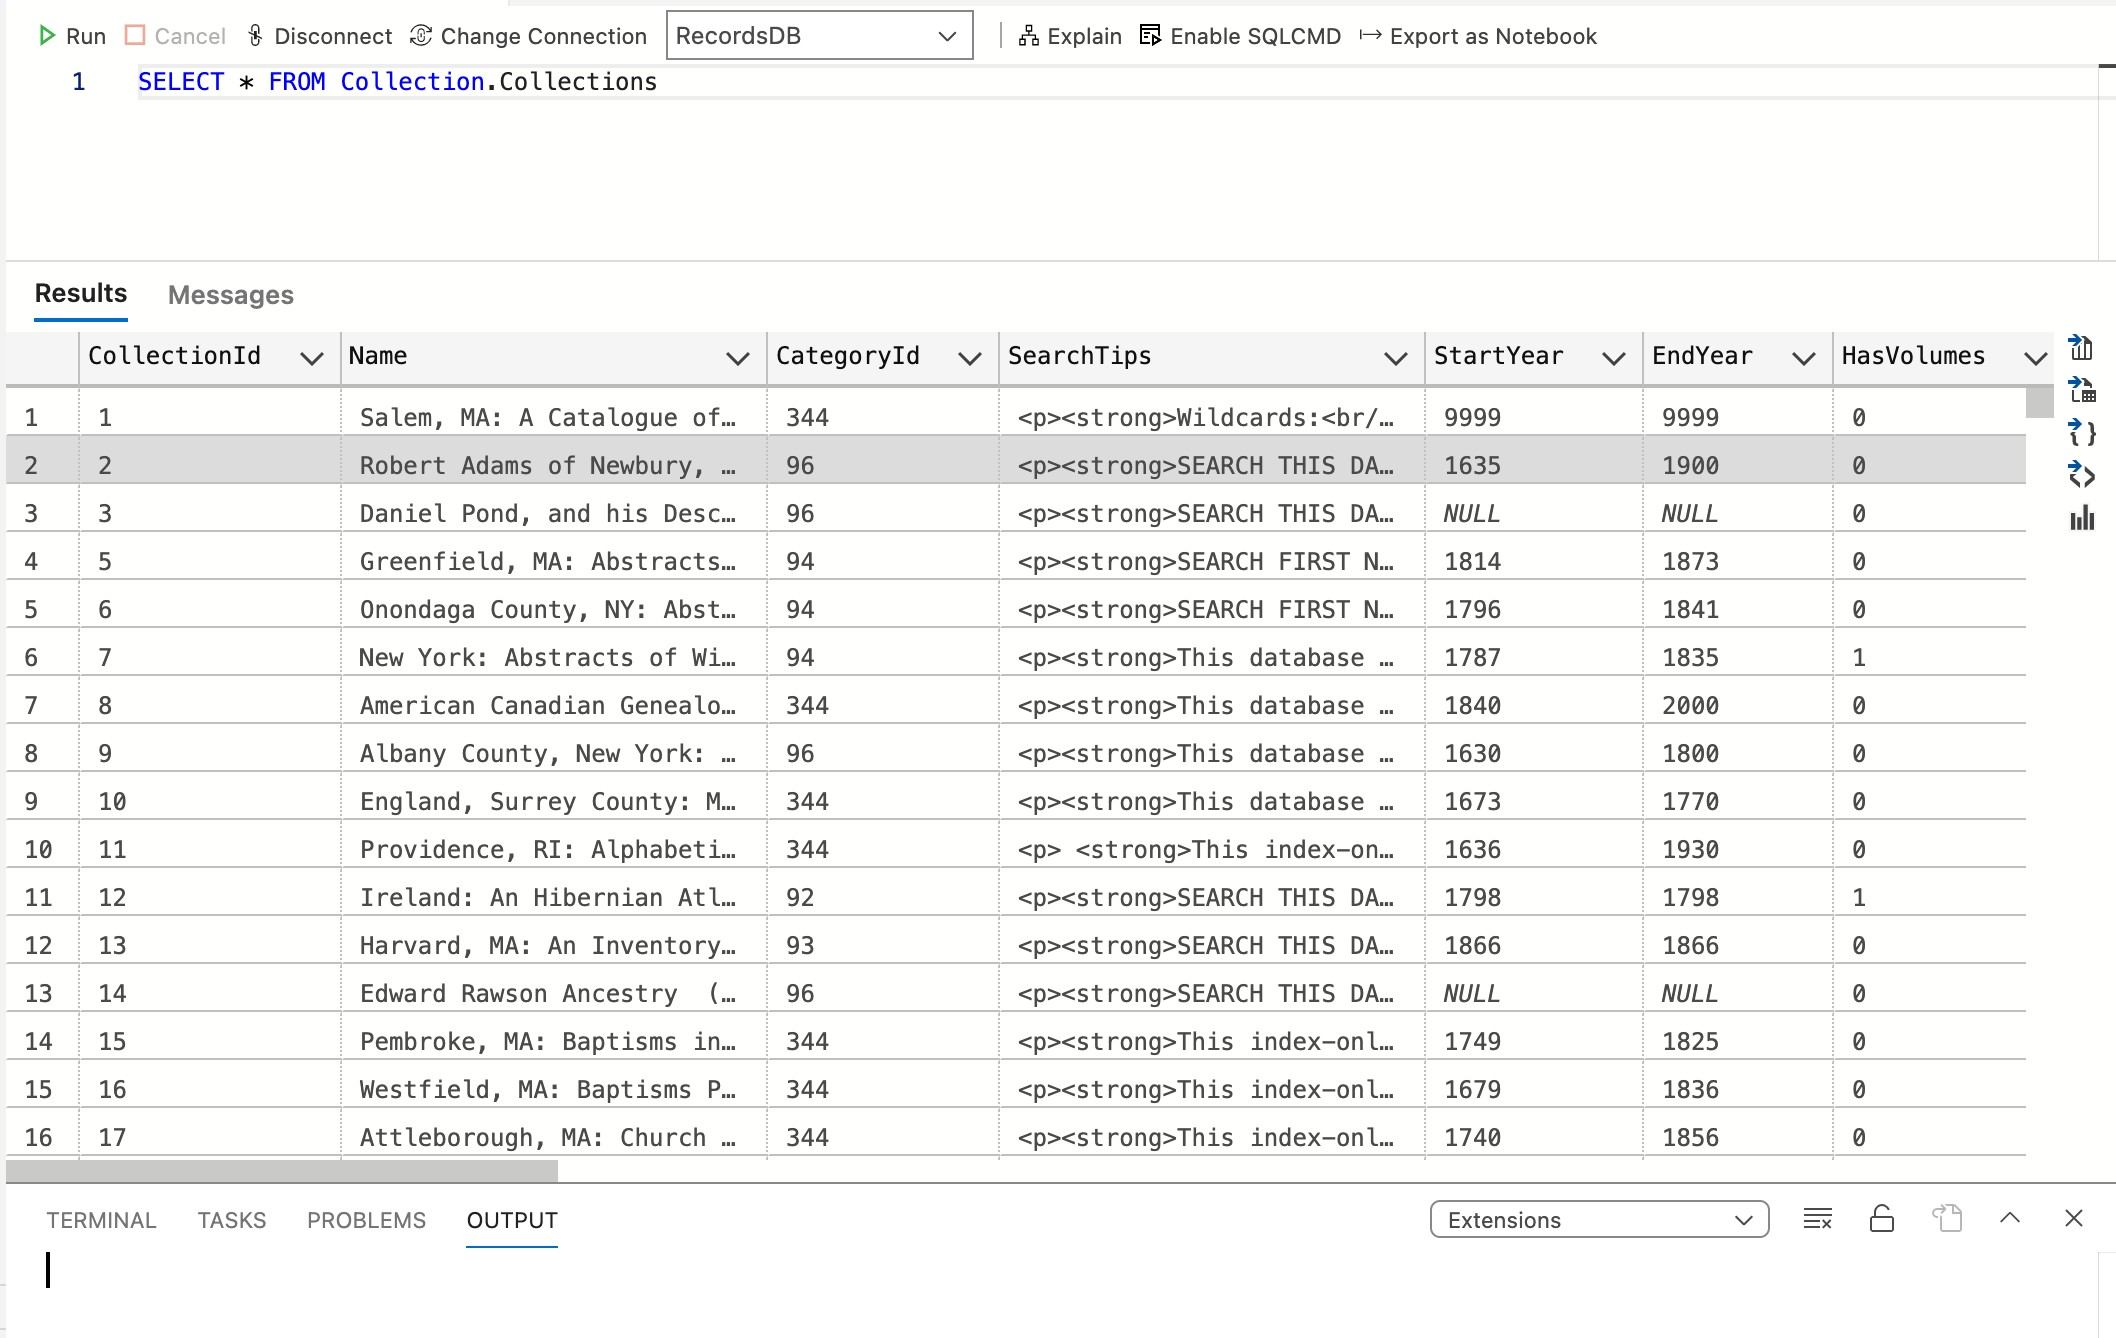 Run Cancel Disconnect Change Connection RecordsDB Explain Enable SQLCMD Export as Notebook
1 SELECT * FROM Collection.Collections
Results Messages
CollectionId Name CategoryId SearchTips StartYear EndYear HasVolumes
1 1 Salem, MA: A Catalogue of… 344 <p><strong>Wildcards:<br/… 9999 9999 0
2 2 Robert Adams of Newbury, … 96 <p><strong>SEARCH THIS DA… 1635 1900 0
3 3 Daniel Pond, and his Desc… 96 <p><strong>SEARCH THIS DA… NULL NULL 0
4 5 Greenfield, MA: Abstracts… 94 <p><strong>SEARCH FIRST N… 1814 1873 0
5 6 Onondaga County, NY: Abst… 94 <p><strong>SEARCH FIRST N… 1796 1841 0
6 7 New York: Abstracts of Wi… 94 <p><strong>This database … 1787 1835 1
7 8 American Canadian Genealo… 344 <p><strong>This database … 1840 2000 0
8 9 Albany County, New York: … 96 <p><strong>This database … 1630 1800 0
9 10 England, Surrey County: M… 344 <p><strong>This database … 1673 1770 0
10 11 Providence, RI: Alphabeti… 344 <p> <strong>This index-on… 1636 1930 0
11 12 Ireland: An Hibernian Atl… 92 <p><strong>SEARCH THIS DA… 1798 1798 1
12 13 Harvard, MA: An Inventory… 93 <p><strong>SEARCH THIS DA… 1866 1866 0
13 14 Edward Rawson Ancestry  (… 96 <p><strong>SEARCH THIS DA… NULL NULL 0
14 15 Pembroke, MA: Baptisms in… 344 <p><strong>This index-onl… 1749 1825 0
15 16 Westfield, MA: Baptisms P… 344 <p><strong>This index-onl… 1679 1836 0
16 17 Attleborough, MA: Church … 344 <p><strong>This index-onl… 1740 1856 0
TERMINAL TASKS PROBLEMS OUTPUT Extensions